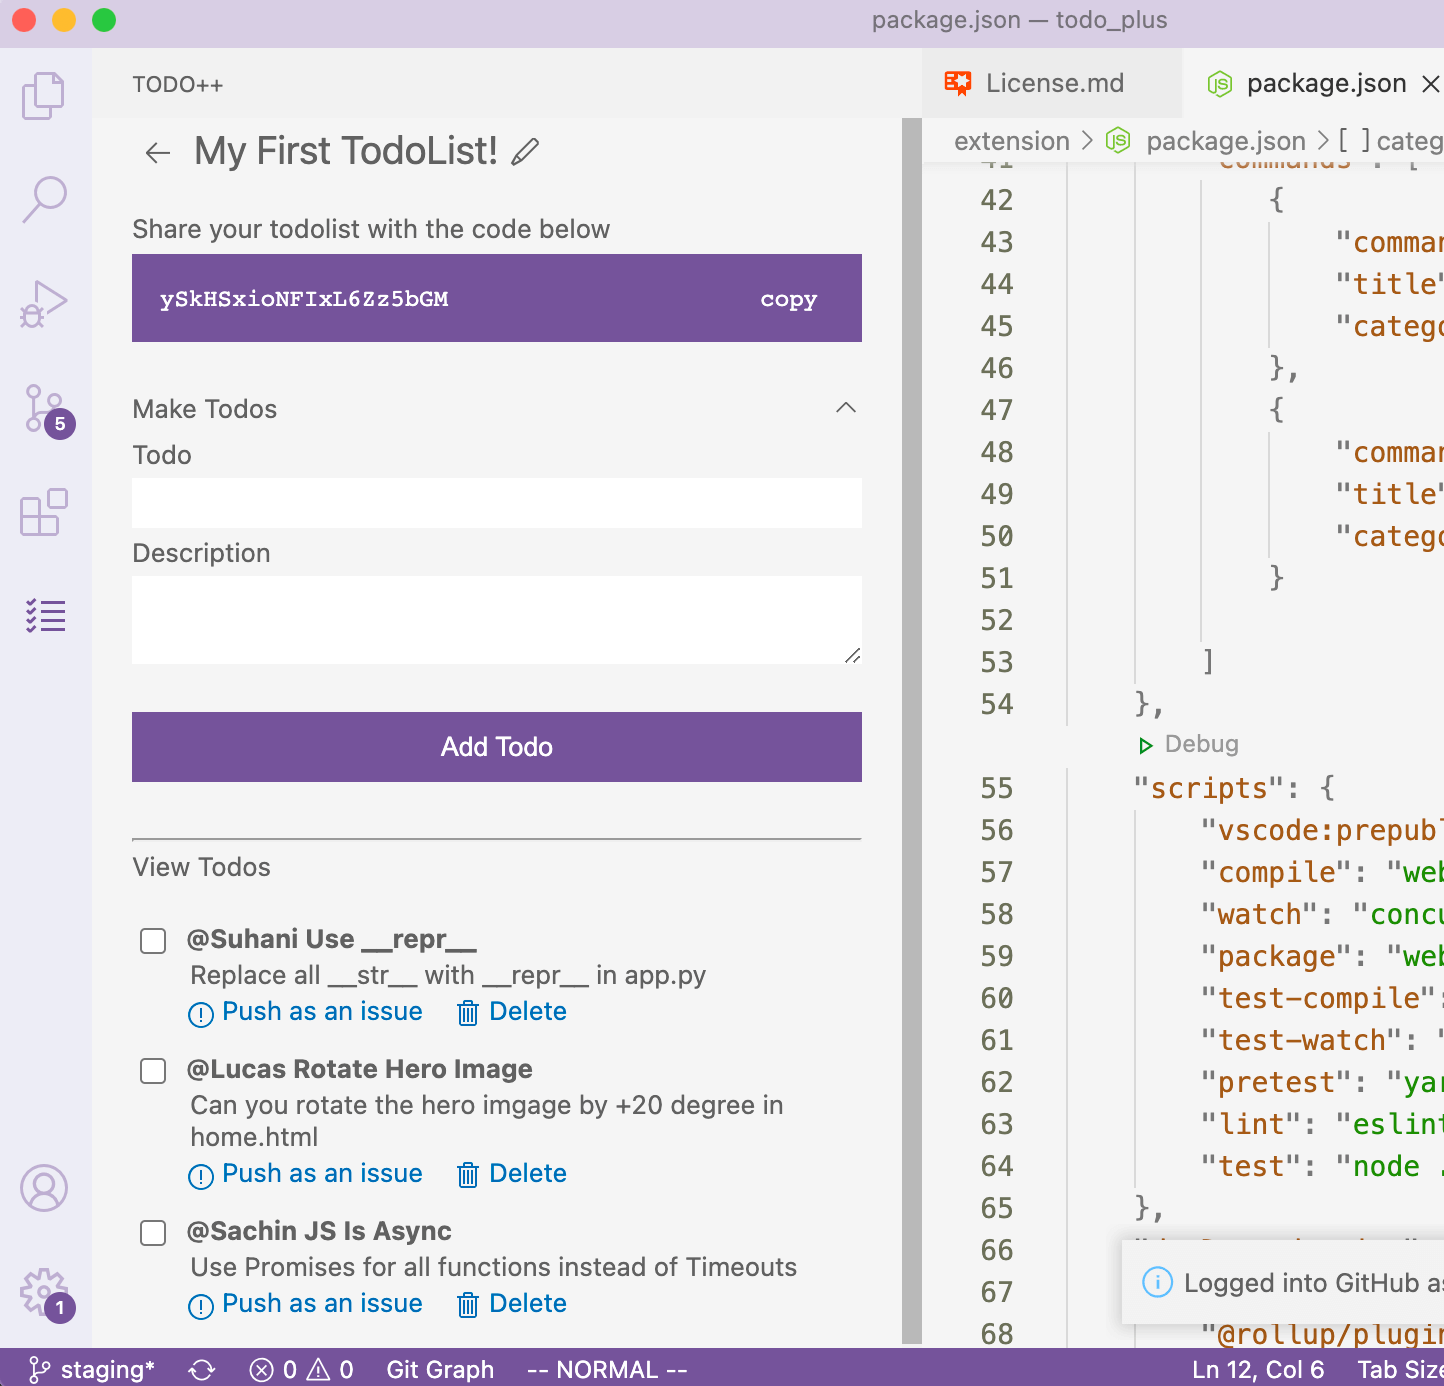 package.json — todo_plus
TODO++
License.md
package.json
My First TodoList!
extension > package.json > [ ] categ
Share your todolist with the code below
ySkHSxioNFIxL6Zz5bGM
copy
Make Todos
Todo
Description
Add Todo
View Todos
@Suhani Use __repr__
Replace all __str__ with __repr__ in app.py
Push as an issue
Delete
@Lucas Rotate Hero Image
Can you rotate the hero imgage by +20 degree in
home.html
Push as an issue
Delete
@Sachin JS Is Async
Use Promises for all functions instead of Timeouts
Push as an issue
Delete
5
1
41 "commands": [
42 {
43 "comman
44 "title"
45 "catego
46 },
47 {
48 "comman
49 "title"
50 "catego
51 }
52
53 ]
54 },
Debug
55 "scripts": {
56 "vscode:prepubl
57 "compile": "web
58 "watch": "concu
59 "package": "web
60 "test-compile":
61 "test-watch": "
62 "pretest": "yar
63 "lint": "eslint
64 "test": "node .
65 },
66
67
68 "@rollup/plugin
Logged into GitHub as
staging*
0
0
Git Graph
-- NORMAL --
Ln 12, Col 6
Tab Size